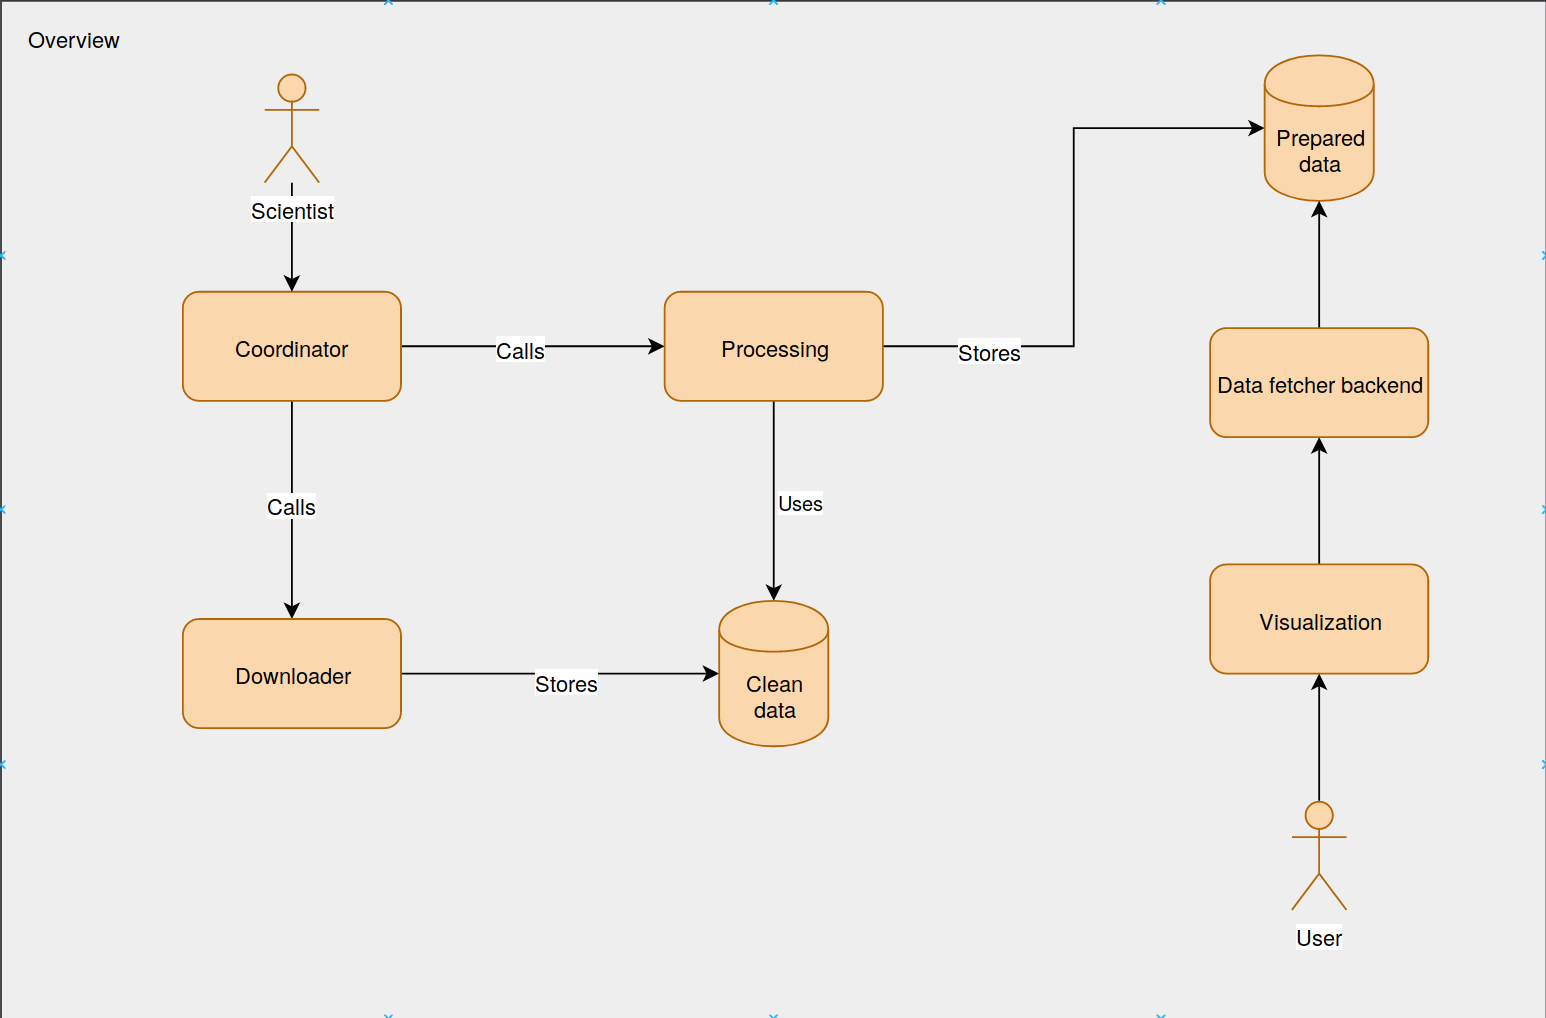 Overview
Scientist
Prepared
data
Coordinator
Calls
Processing
Stores
Data fetcher backend
Calls
Uses
Downloader
Stores
Clean
data
Visualization
User